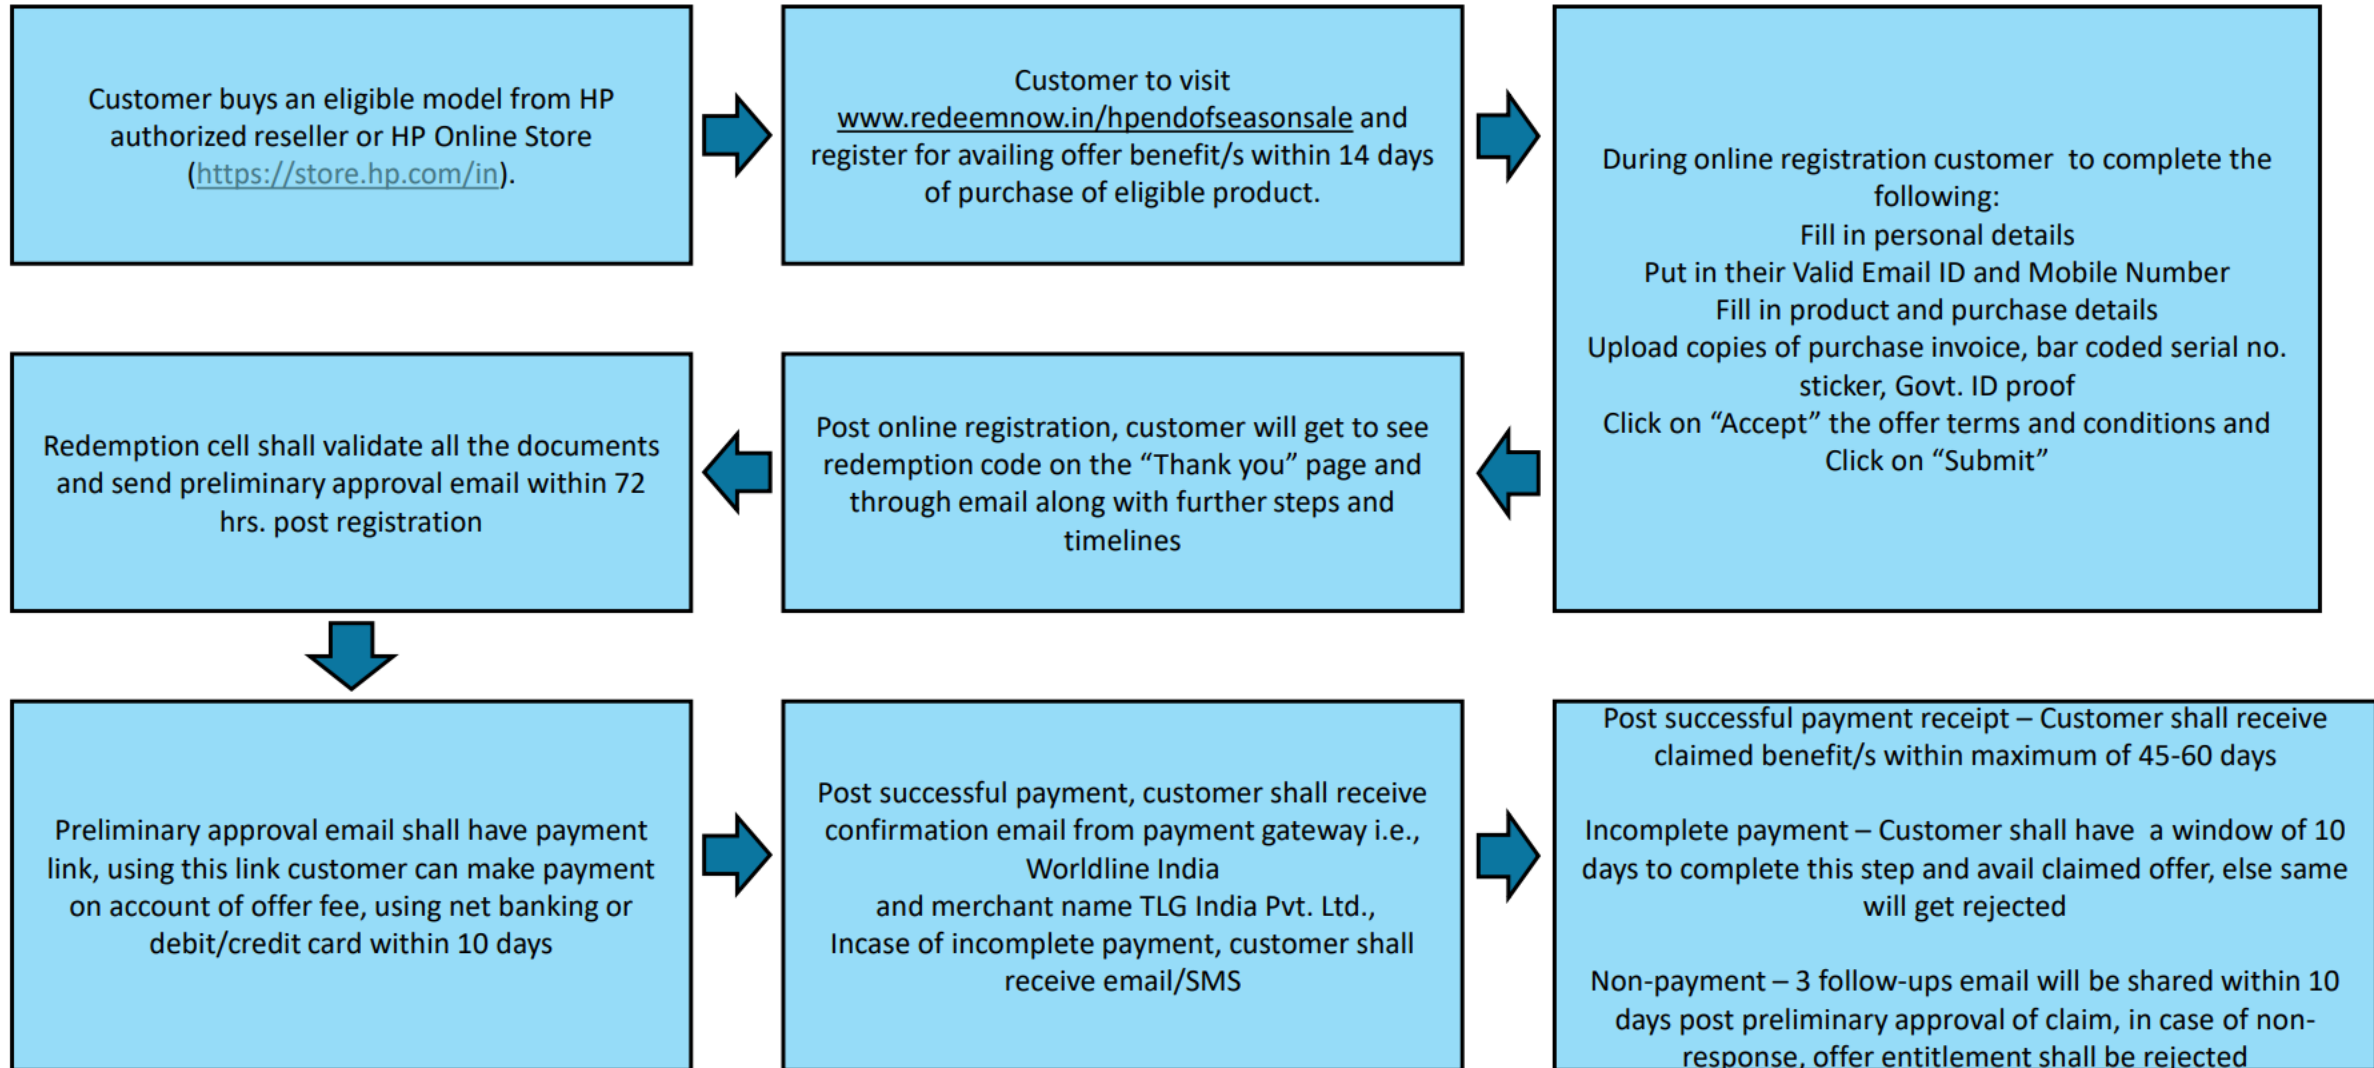 Customer buys an eligible model from HP
authorized reseller or HP Online Store
(https://store.hp.com/in).
Customer to visit
www.redeemnow.in/hpendofseasonsale and
register for availing offer benefit/s within 14 days
of purchase of eligible product.
During online registration customer to complete the
following:
Fill in personal details
Put in their Valid Email ID and Mobile Number
Fill in product and purchase details
Upload copies of purchase invoice, bar coded serial no.
sticker, Govt. ID proof
Click on “Accept” the offer terms and conditions and
Click on “Submit”
Post online registration, customer will get to see
redemption code on the “Thank you” page and
through email along with further steps and
timelines
Redemption cell shall validate all the documents
and send preliminary approval email within 72
hrs. post registration
Preliminary approval email shall have payment
link, using this link customer can make payment
on account of offer fee, using net banking or
debit/credit card within 10 days
Post successful payment, customer shall receive
confirmation email from payment gateway i.e.,
Worldline India
and merchant name TLG India Pvt. Ltd.,
Incase of incomplete payment, customer shall
receive email/SMS
Post successful payment receipt – Customer shall receive
claimed benefit/s within maximum of 45-60 days
Incomplete payment – Customer shall have a window of 10
days to complete this step and avail claimed offer, else same
will get rejected
Non-payment – 3 follow-ups email will be shared within 10
days post preliminary approval of claim, in case of non-
response, offer entitlement shall be rejected